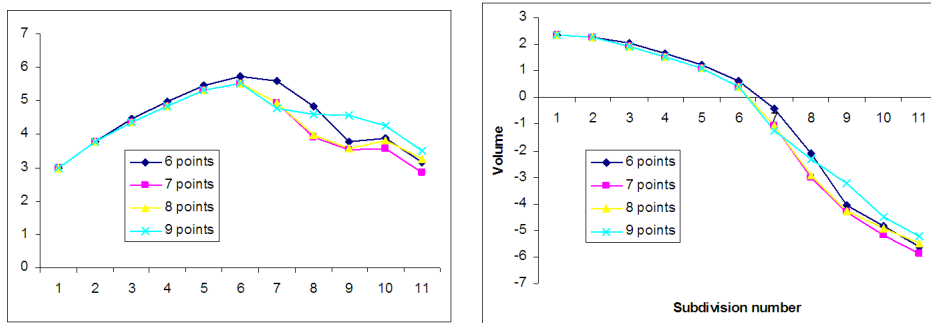 7
6
5
4
3
2
1
0
1 2 3 4 5 6 7 8 9 10 11
6 points
7 points
8 points
9 points
3
2
1
0
-1
-2
-3
-4
-5
-6
-7
1 2 3 4 5 6 7 8 9 10 11
Volume
6 points
7 points
8 points
9 points
Subdivision number